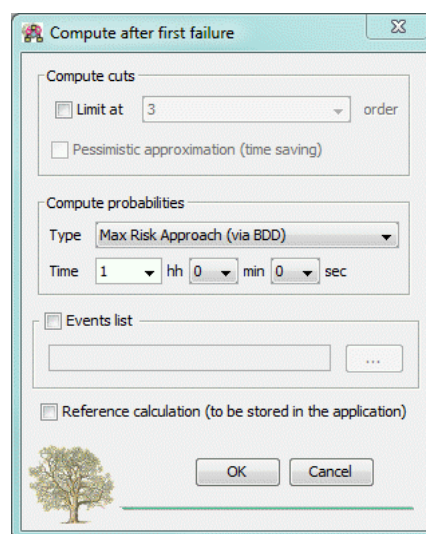 Compute after first failure
Compute cuts
Limit at 3 order
Pessimistic approximation (time saving)
Compute probabilities
Type Max Risk Approach (via BDD)
Time 1 hh 0 min 0 sec
Events list
...
Reference calculation (to be stored in the application)
OK Cancel